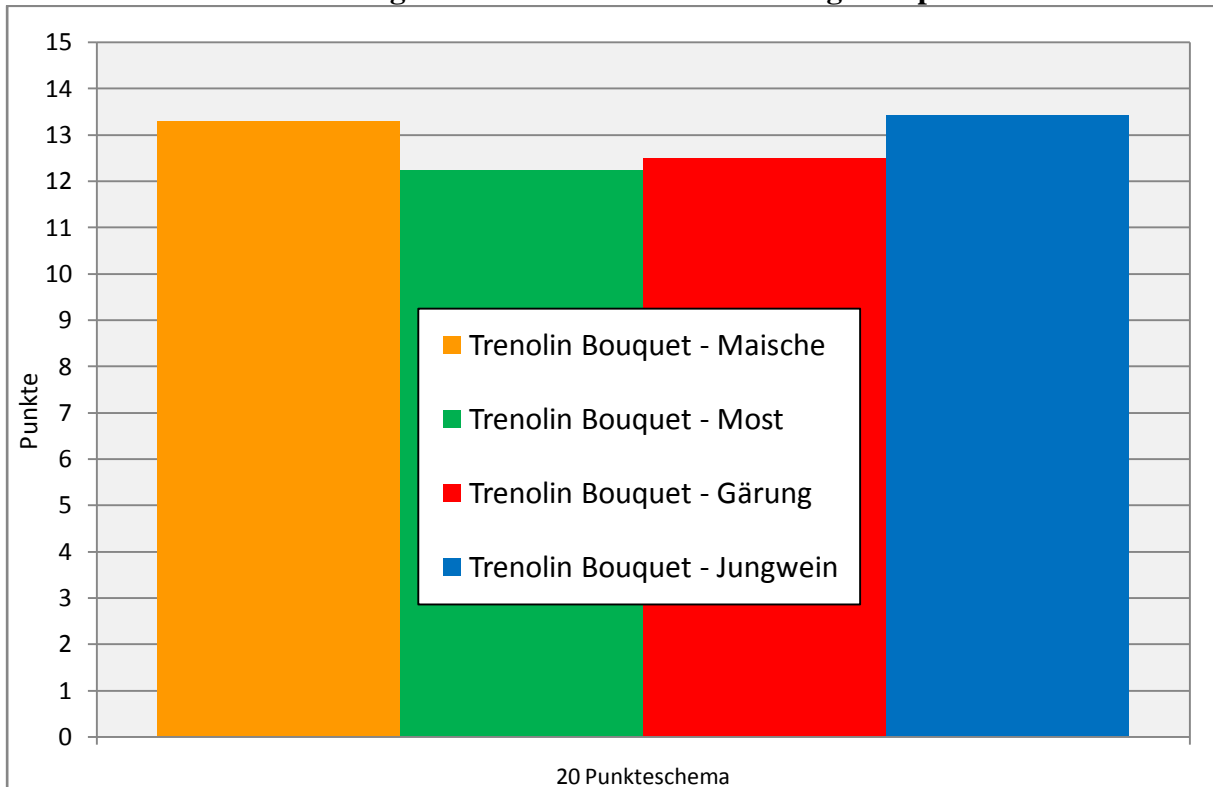 15
14
13
12
11
10
9
8
7
6
5
4
3
2
1
0
Punkte
Trenolin Bouquet - Maische
Trenolin Bouquet - Most
Trenolin Bouquet - Gärung
Trenolin Bouquet - Jungwein
20 Punkteschema